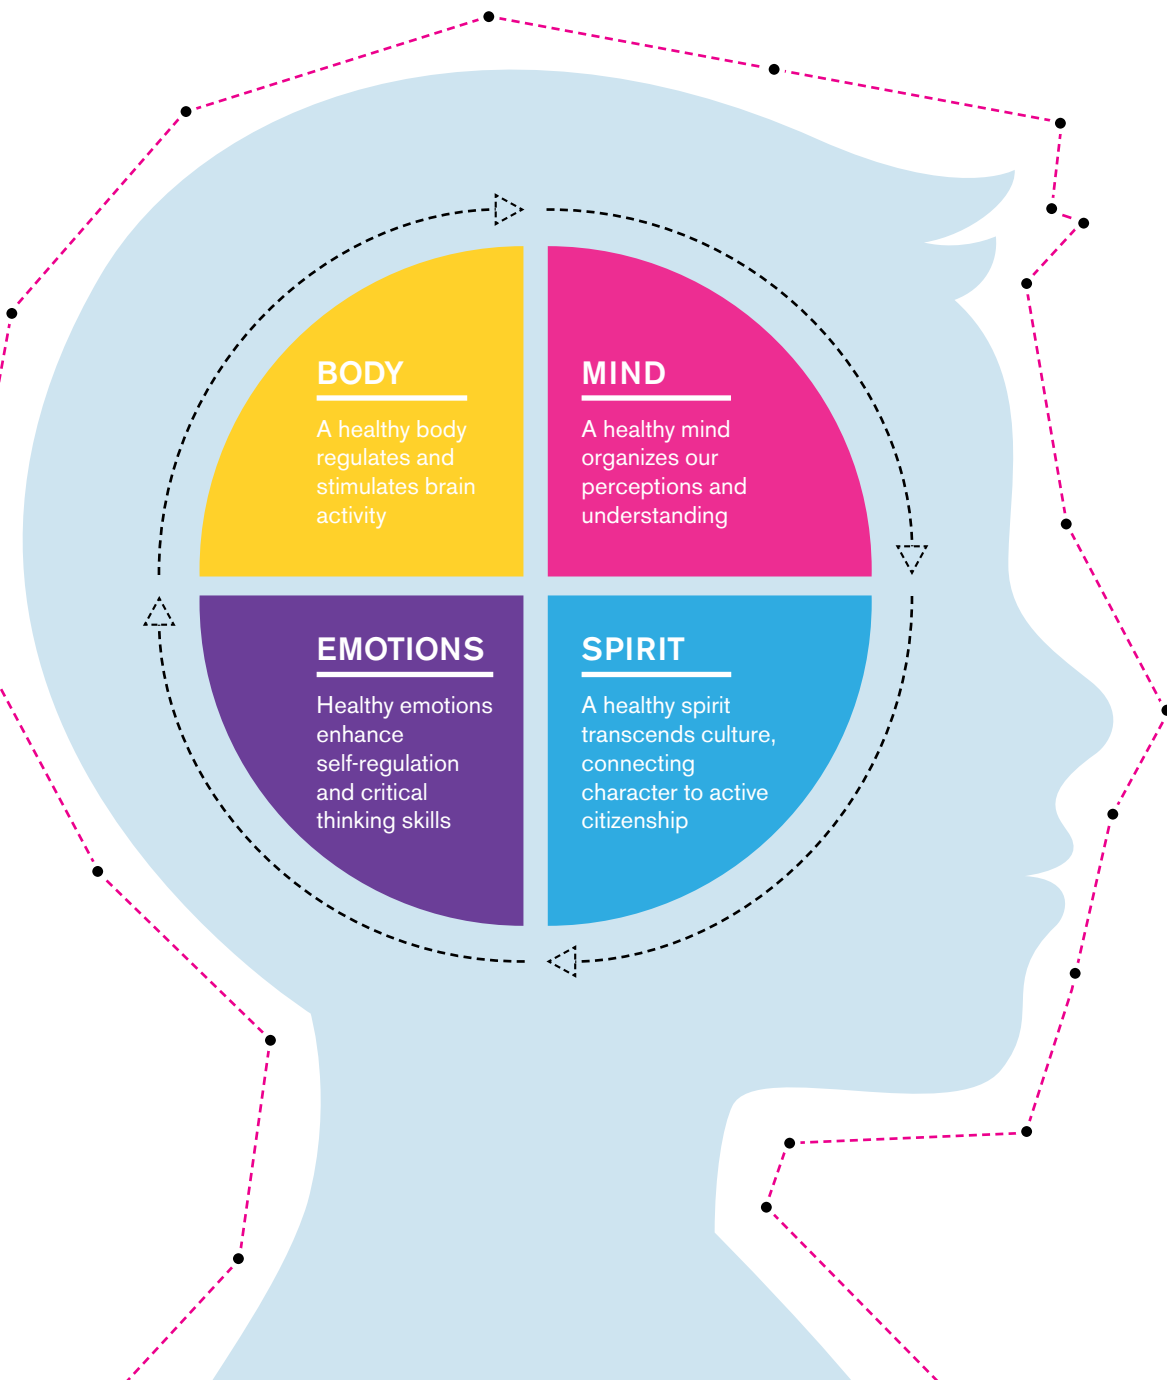 BODY
A healthy body
regulates and
stimulates brain
activity
MIND
A healthy mind
organizes our
perceptions and
understanding
EMOTIONS
Healthy emotions
enhance
self-regulation
and critical
thinking skills
SPIRIT
A healthy spirit
transcends culture,
connecting
character to active
citizenship